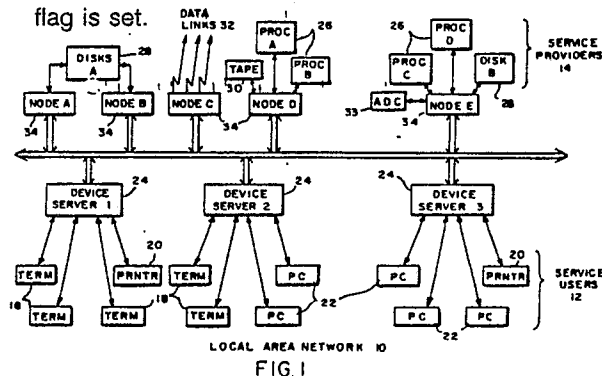 flag is set.
DATA
LINKS 32
26
PROC
A
DISKS
A
28
TAPE
30
PROC
B
NODE A
NODE B
NODE C
NODE D
34
34
34
26
PROC
D
PROC
C
DISK
B
28
ADC
33
NODE E
34
SERVICE
PROVIDERS
14
DEVICE
SERVER 1
24
DEVICE
SERVER 2
24
DEVICE
SERVER 3
24
TERM
TERM
TERM
PRNTR
20
18
18
TERM
TERM
PC
PC
22
PC
PC
PC
PRNTR
20
22
SERVICE
USERS
12
LOCAL AREA NETWORK 10
FIG. 1